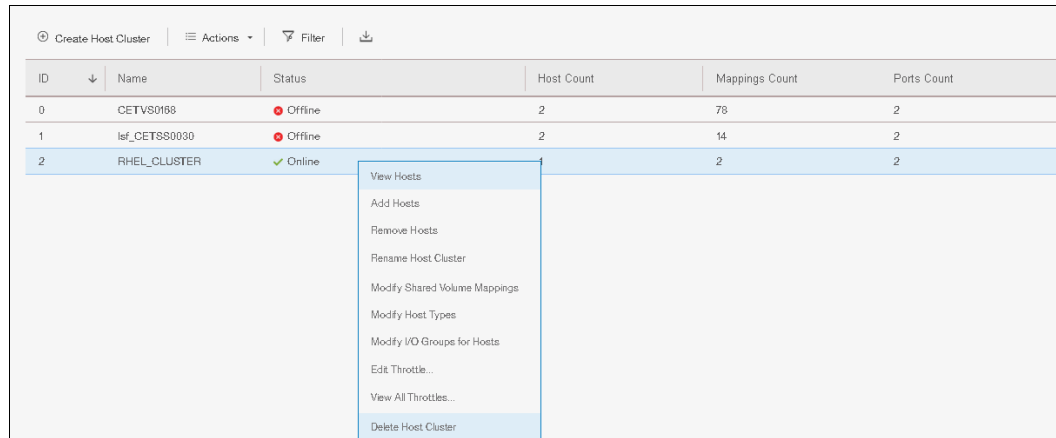 Create Host Cluster Actions Filter
ID Name Status Host Count Mappings Count Ports Count
0 CETVS0168 Offline 2 78 2
1 lsf_CETSS0030 Offline 2 14 2
2 RHEL_CLUSTER Online 1 2 2
View Hosts
Add Hosts
Remove Hosts
Rename Host Cluster
Modify Shared Volume Mappings
Modify Host Types
Modify I/O Groups for Hosts
Edit Throttle...
View All Throttles...
Delete Host Cluster